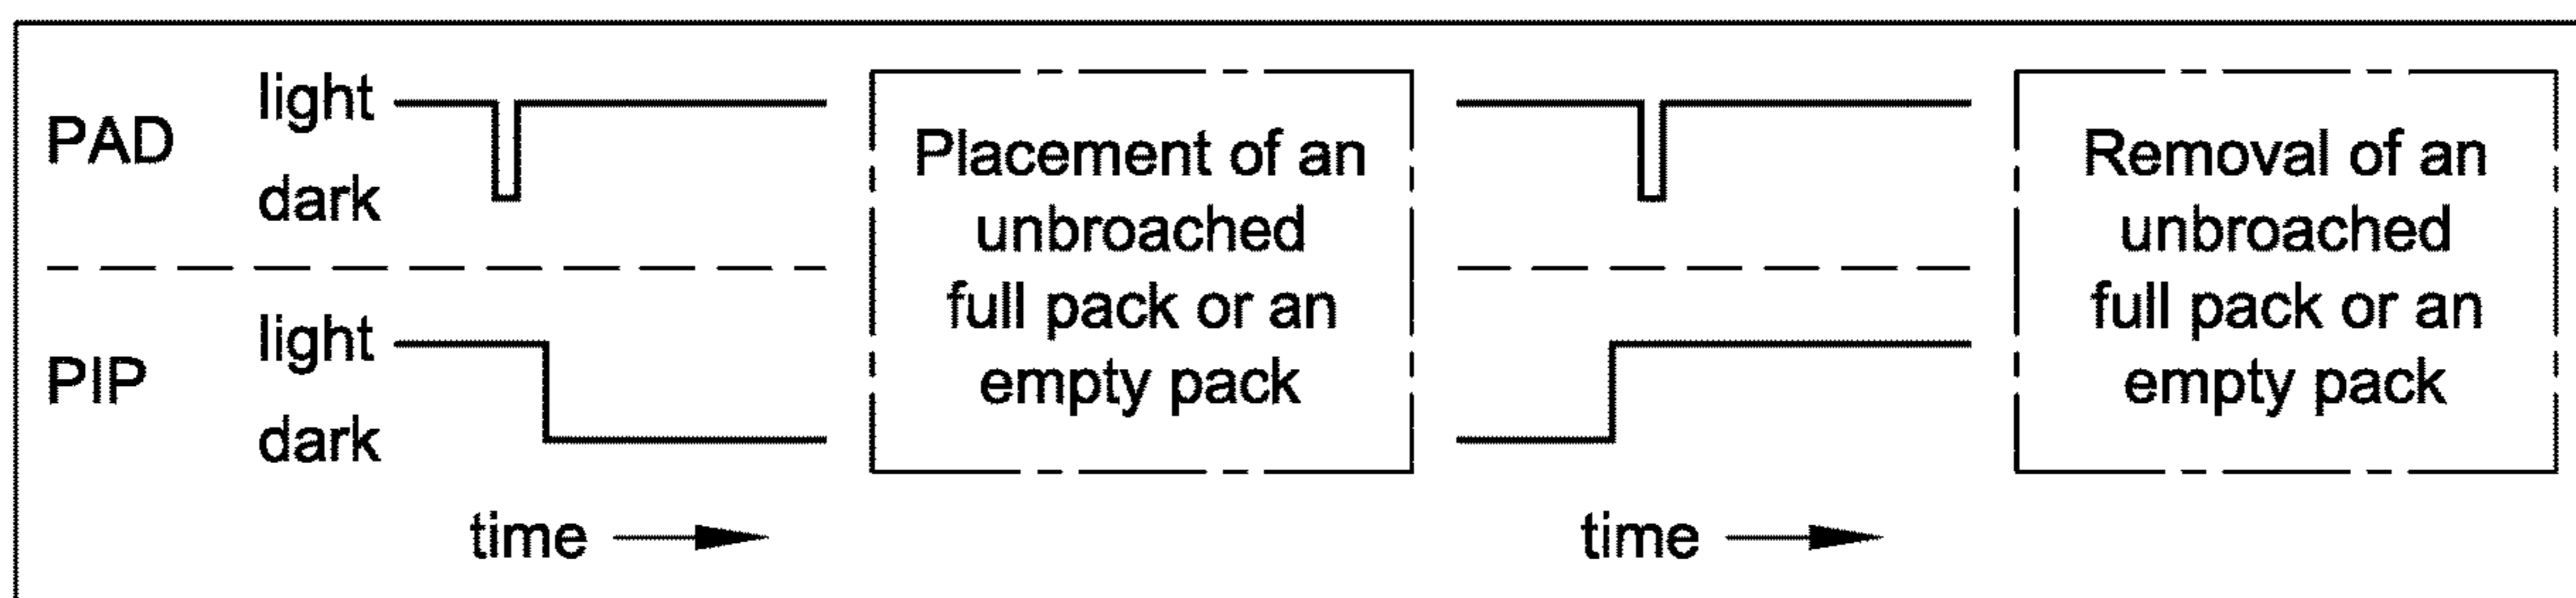 PAD
light
dark
Placement of an
unbroached
full pack or an
empty pack
Removal of an
unbroached
full pack or an
empty pack
PIP
light
dark
time
time